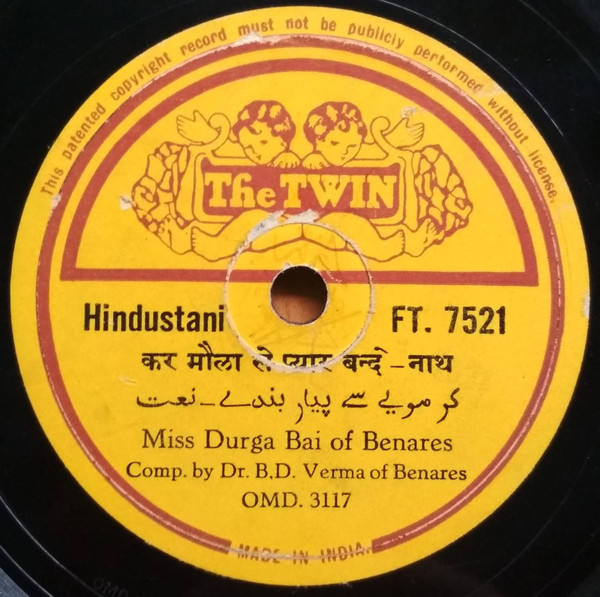 This patented copyright record must not be publicly performed without license.
The TWIN
Hindustani FT. 7521
कर मौला से प्यार बन्दे - नाथ
کر مولے سے پیار بندے - نعت
Miss Durga Bai of Benares
Comp. by Dr. B.D. Verma of Benares
OMD. 3117
MADE IN INDIA.